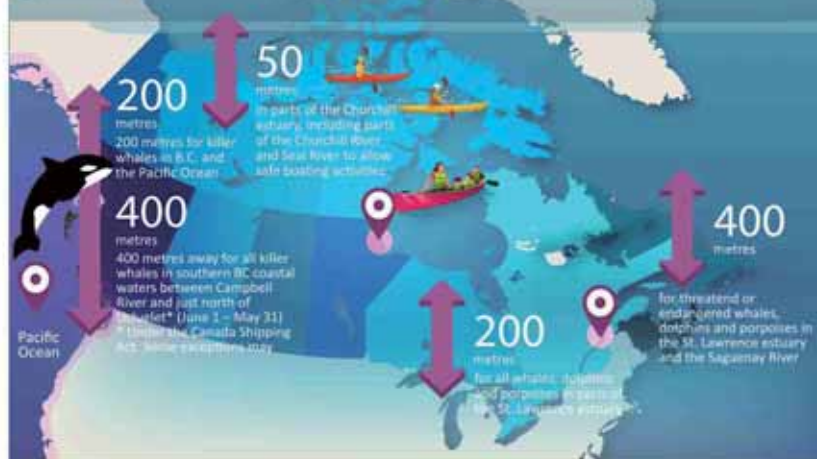 200
metres
200 metres for killer
whales in B.C. and
the Pacific Ocean
400
metres
400 metres away for all killer
whales in southern BC coastal
waters between Campbell
River and just north of
Ucluelet* (June 1 – May 31)
* Under the Canada Shipping
Act. Some exceptions may
Pacific
Ocean
50
metres
in parts of the Churchill
estuary, including parts
of the Churchill River
and Seal River to allow
safe boating activities
200
metres
for all whales, dolphins
and porpoises in parts of
the St. Lawrence estuary
400
metres
for threatend or
endangered whales,
dolphins and porpoises in
the St. Lawrence estuary
and the Saguenay River